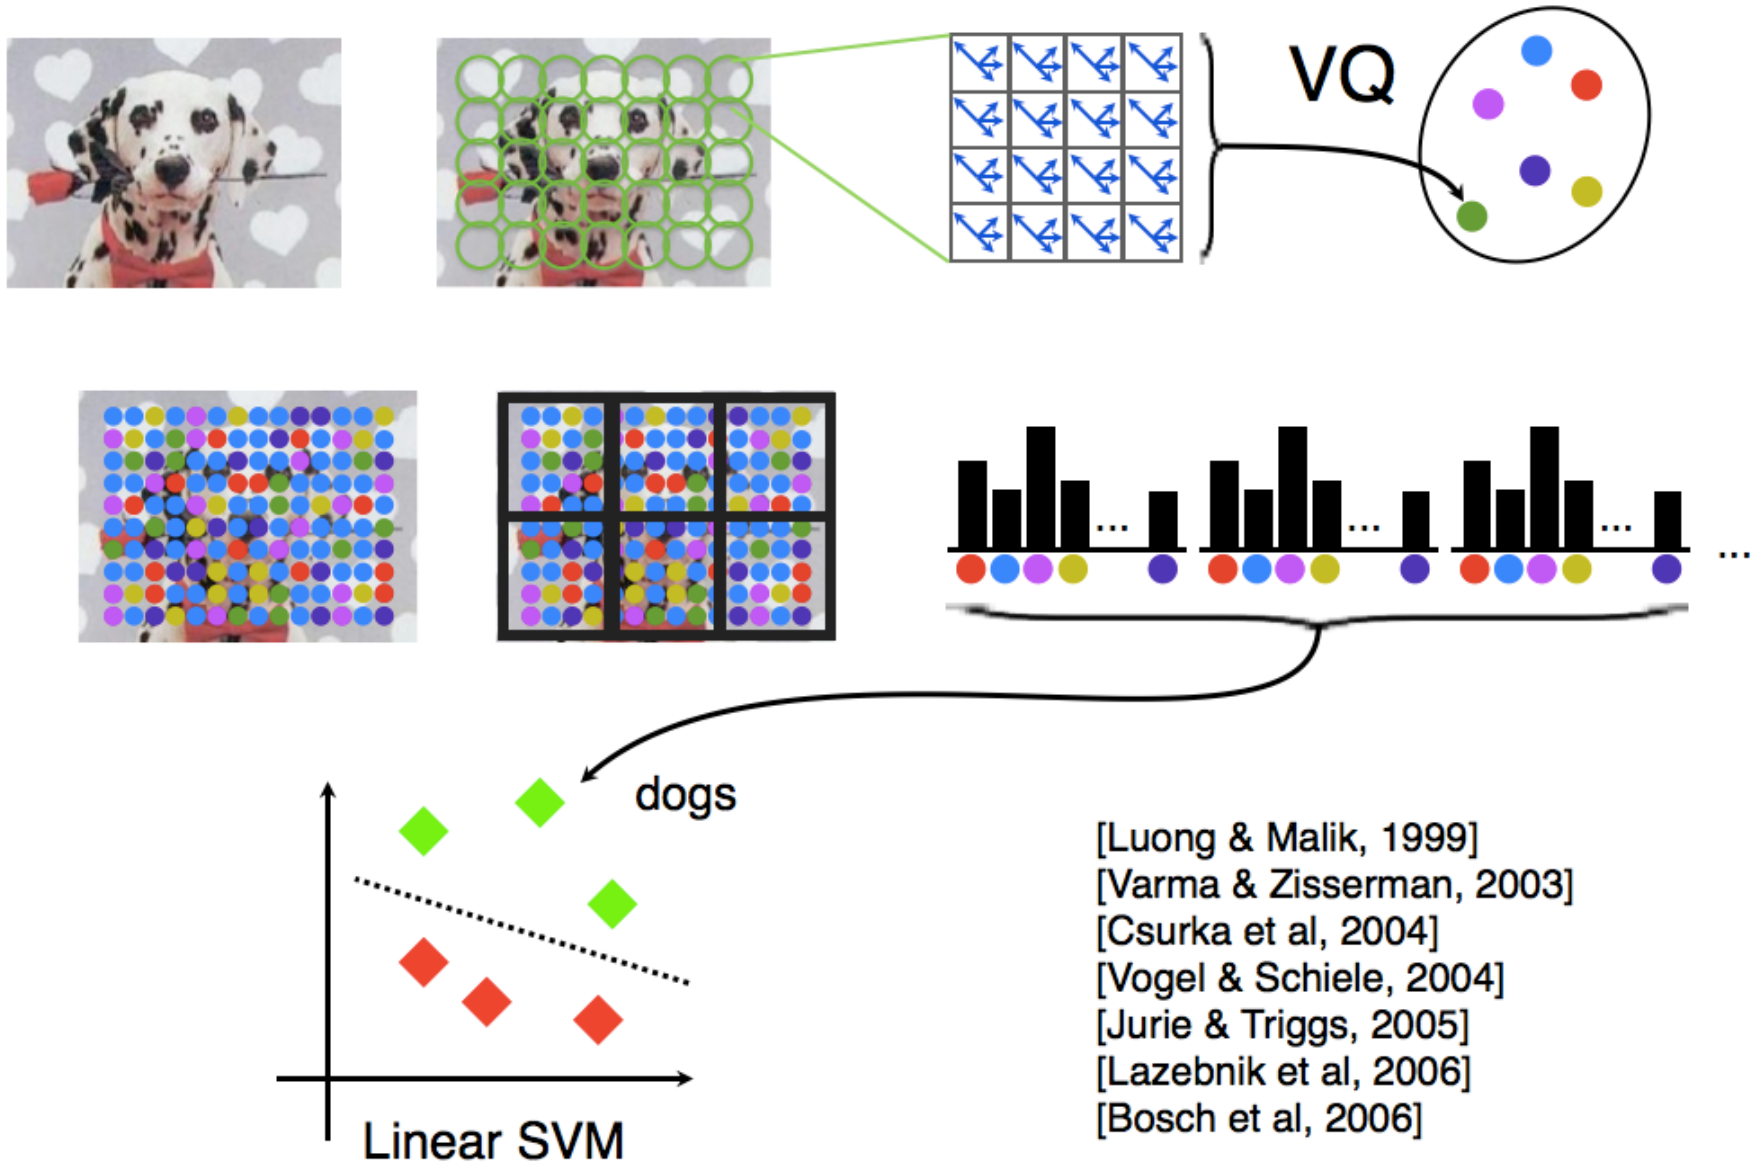 VQ
...
...
...
...
dogs
Linear SVM
[Luong & Malik, 1999]
[Varma & Zisserman, 2003]
[Csurka et al, 2004]
[Vogel & Schiele, 2004]
[Jurie & Triggs, 2005]
[Lazebnik et al, 2006]
[Bosch et al, 2006]